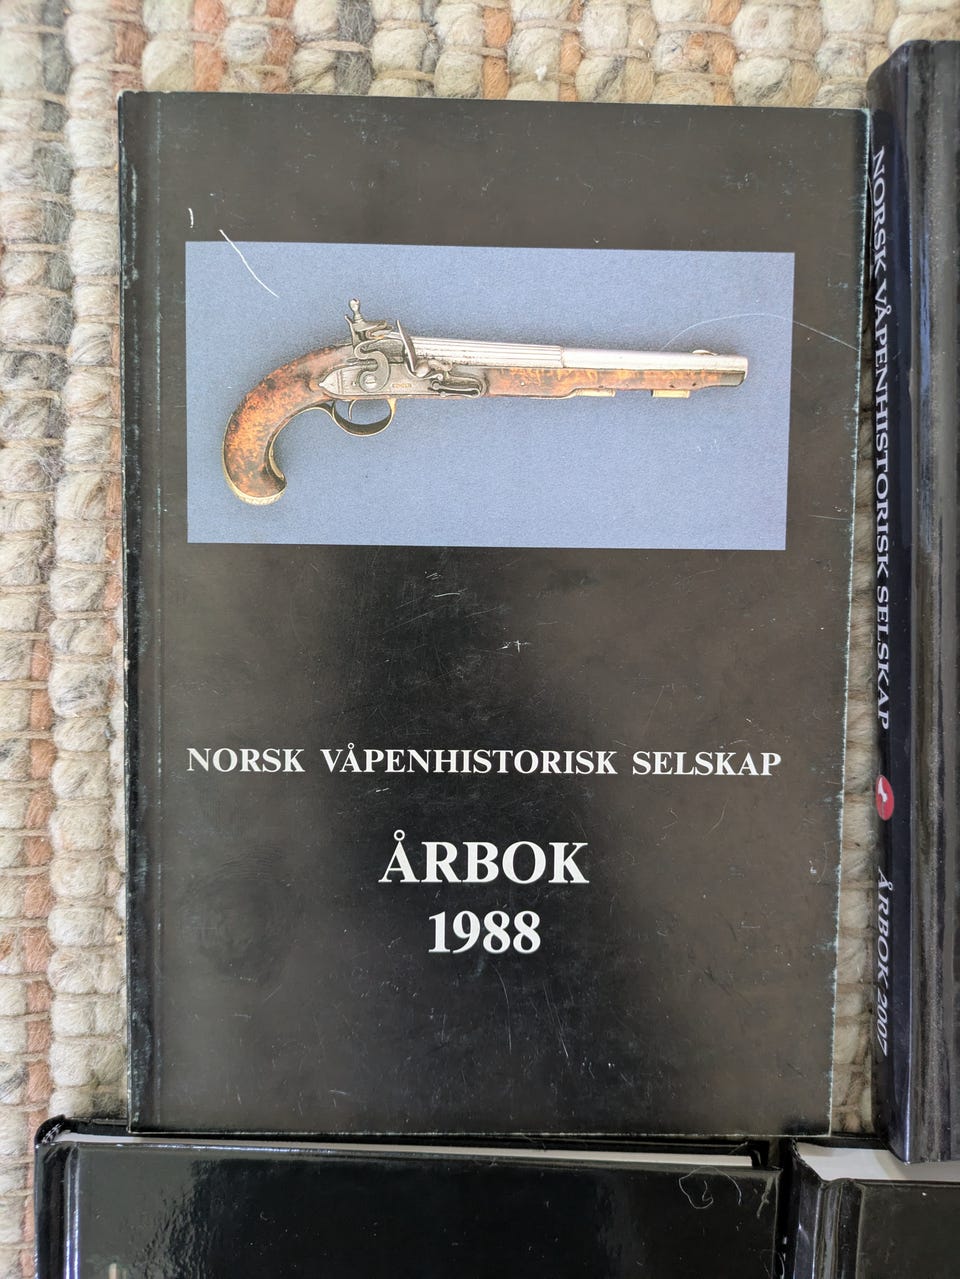 NORSK VÅPENHISTORISK SELSKAP
ÅRBOK
1988
NORSK VÅPENHISTORISK SELSKAP ÅRBOK 2007